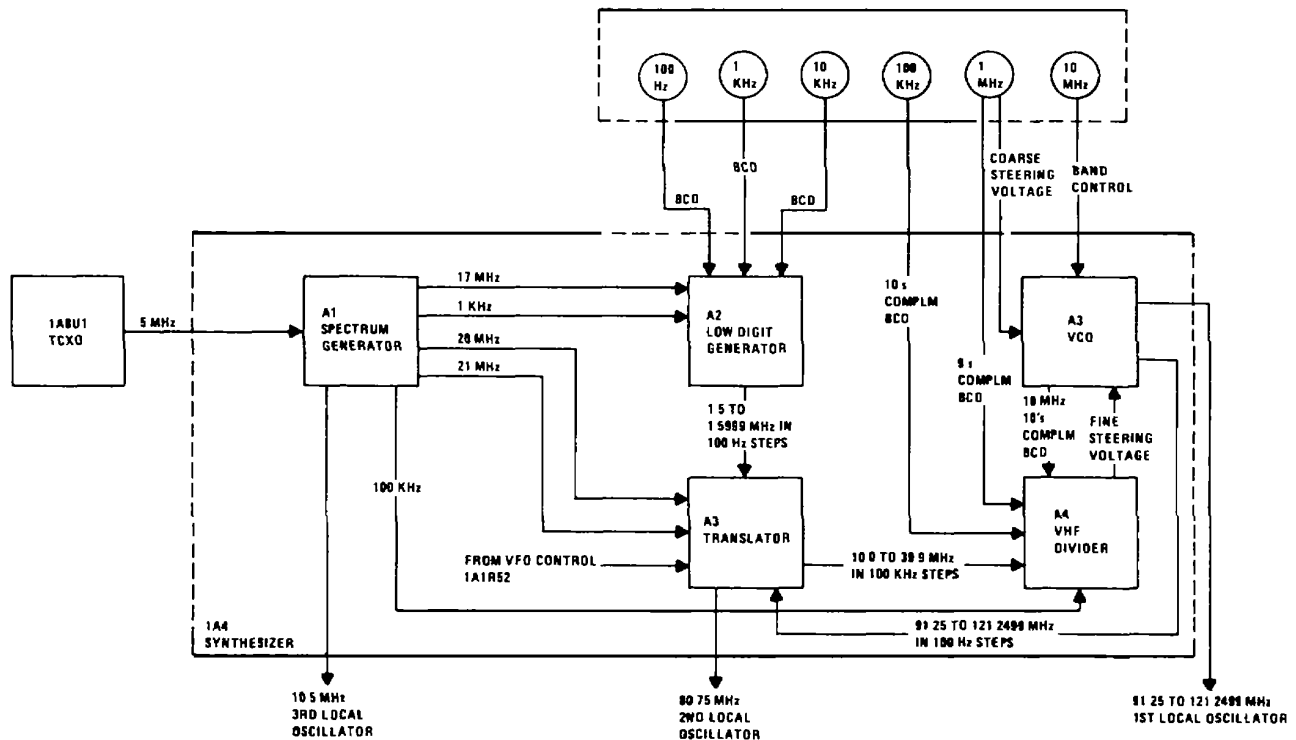 100
Hz
1
KHz
10
KHz
100
KHz
1
MHz
10
MHz
BCD
BCD
BCD
COARSE
STEERING
VOLTAGE
BAND
CONTROL
1A8U1
TCXO
5 MHz
A1
SPECTRUM
GENERATOR
17 MHz
1 KHz
20 MHz
21 MHz
A2
LOW DIGIT
GENERATOR
10 s
COMPLM
BCD
9 s
COMPLM
BCD
A3
VCO
10 MHz
10's
COMPLM
BCD
FINE
STEERING
VOLTAGE
1 5 TO
1 5999 MHz IN
100 Hz STEPS
100 KHz
A3
TRANSLATOR
A4
VHF
DIVIDER
FROM VFO CONTROL
1A1R52
10 0 TO 39 9 MHz
IN 100 KHz STEPS
91 25 TO 121 2499 MHz
IN 100 Hz STEPS
1A4
SYNTHESIZER
10 5 MHz
3RD LOCAL
OSCILLATOR
80 75 MHz
2ND LOCAL
OSCILLATOR
91 25 TO 121 2499 MHz
1ST LOCAL OSCILLATOR